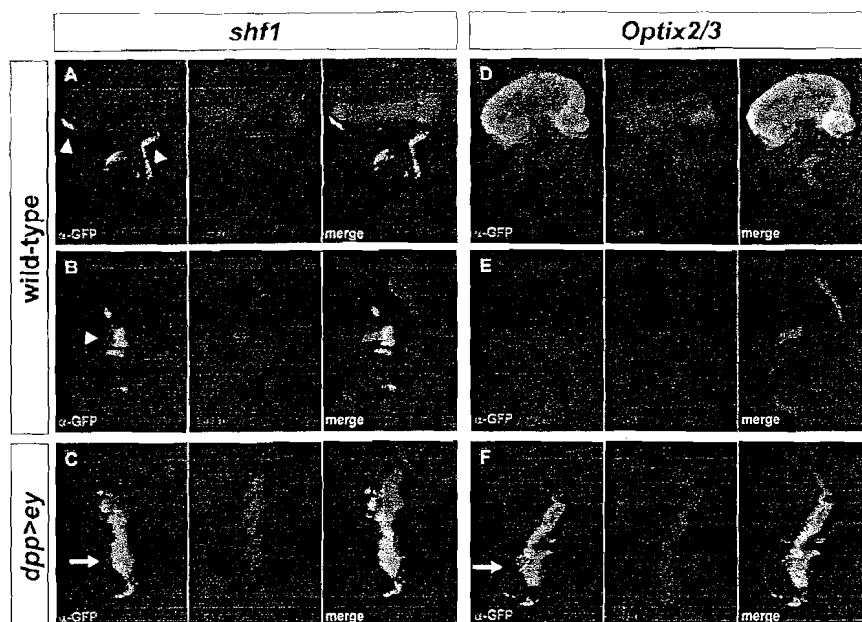 shf1
Optix2/3
wild-type
A
α-GFP
merge
D
α-GFP
merge
B
α-GFP
merge
E
α-GFP
merge
dpp>ey
C
α-GFP
merge
F
α-GFP
merge